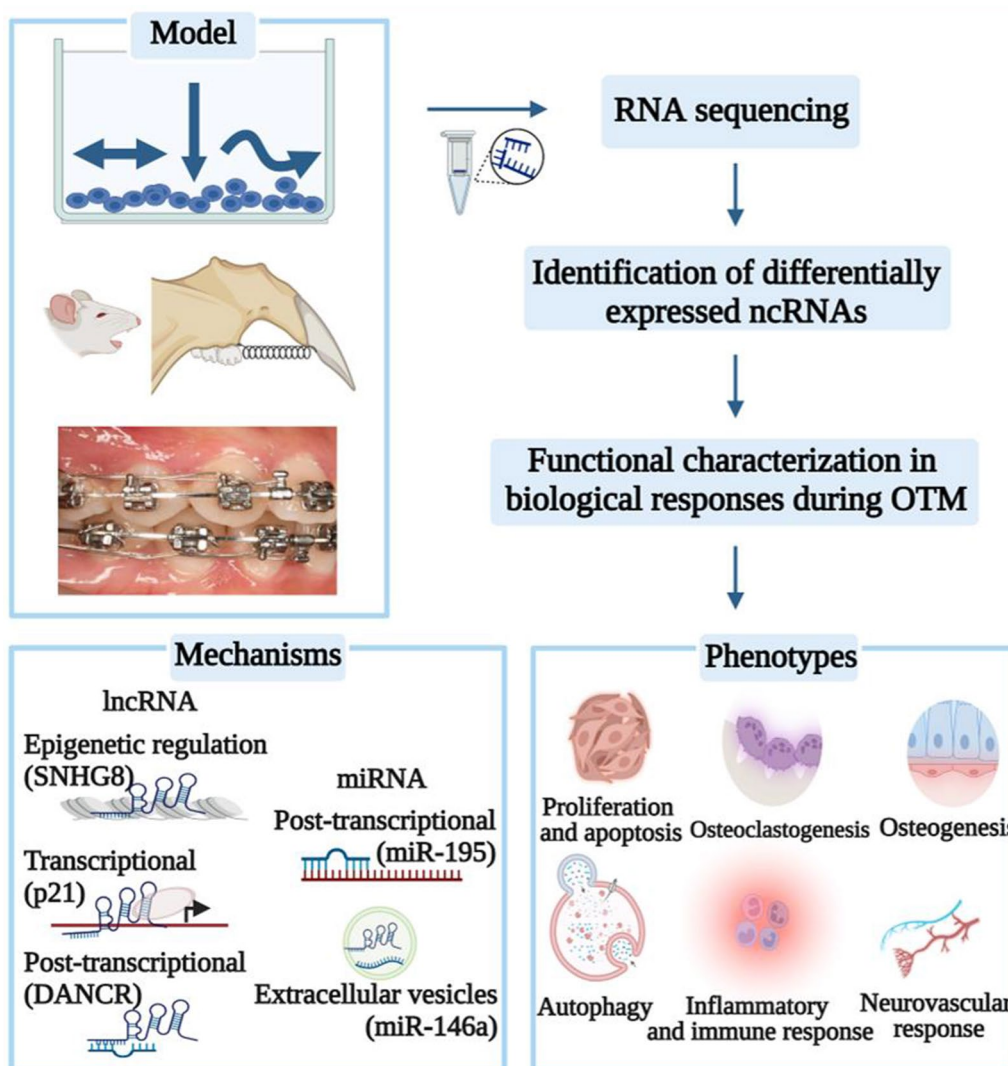 Model
RNA sequencing
Identification of differentially
expressed ncRNAs
Functional characterization in
biological responses during OTM
Mechanisms
lncRNA
Epigenetic regulation
(SNHG8)
Transcriptional
(p21)
Post-transcriptional
(DANCR)
miRNA
Post-transcriptional
(miR-195)
Extracellular vesicles
(miR-146a)
Phenotypes
Proliferation
and apoptosis
Osteoclastogenesis
Osteogenesis
Autophagy
Inflammatory
and immune response
Neurovascular
response